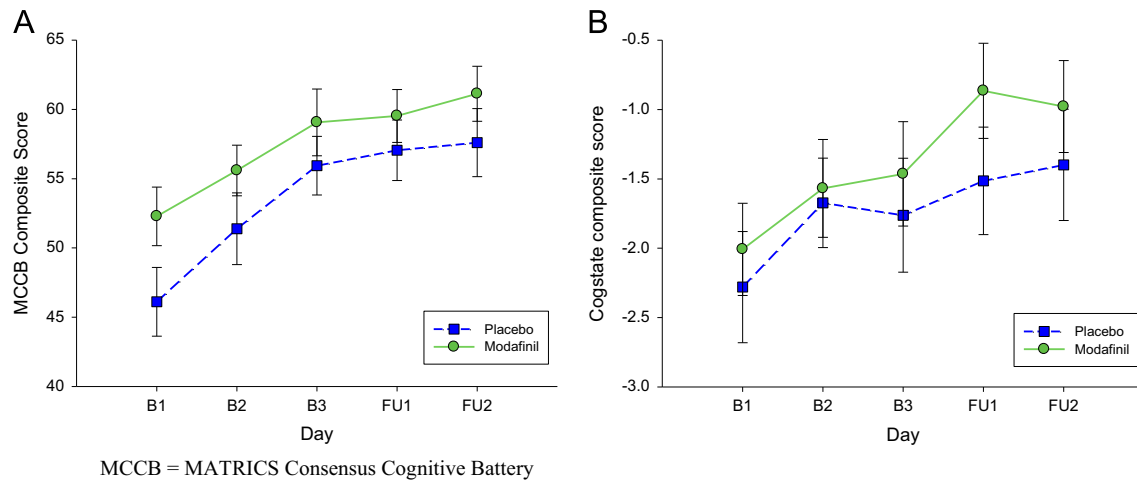 A
65
60
55
50
45
40
MCCB Composite Score
B1 B2 B3 FU1 FU2
Day
Placebo
Modafinil
MCCB = MATRICS Consensus Cognitive Battery
B
-0.5
-1.0
-1.5
-2.0
-2.5
-3.0
Cogstate composite score
B1 B2 B3 FU1 FU2
Day
Placebo
Modafinil